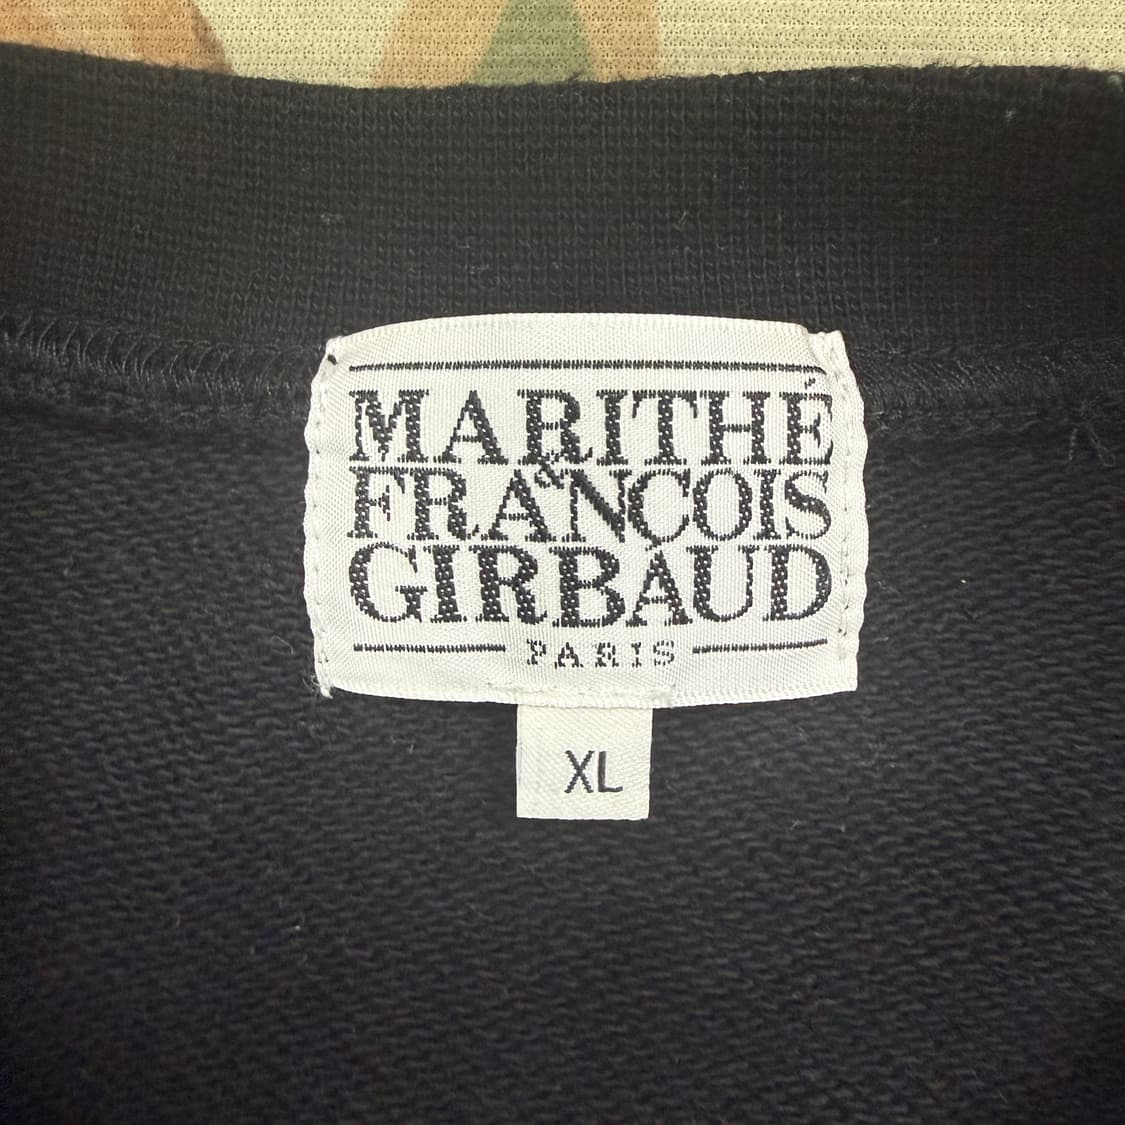 MARITHÉ
FRANÇOIS
GIRBAUD
PARIS
XL